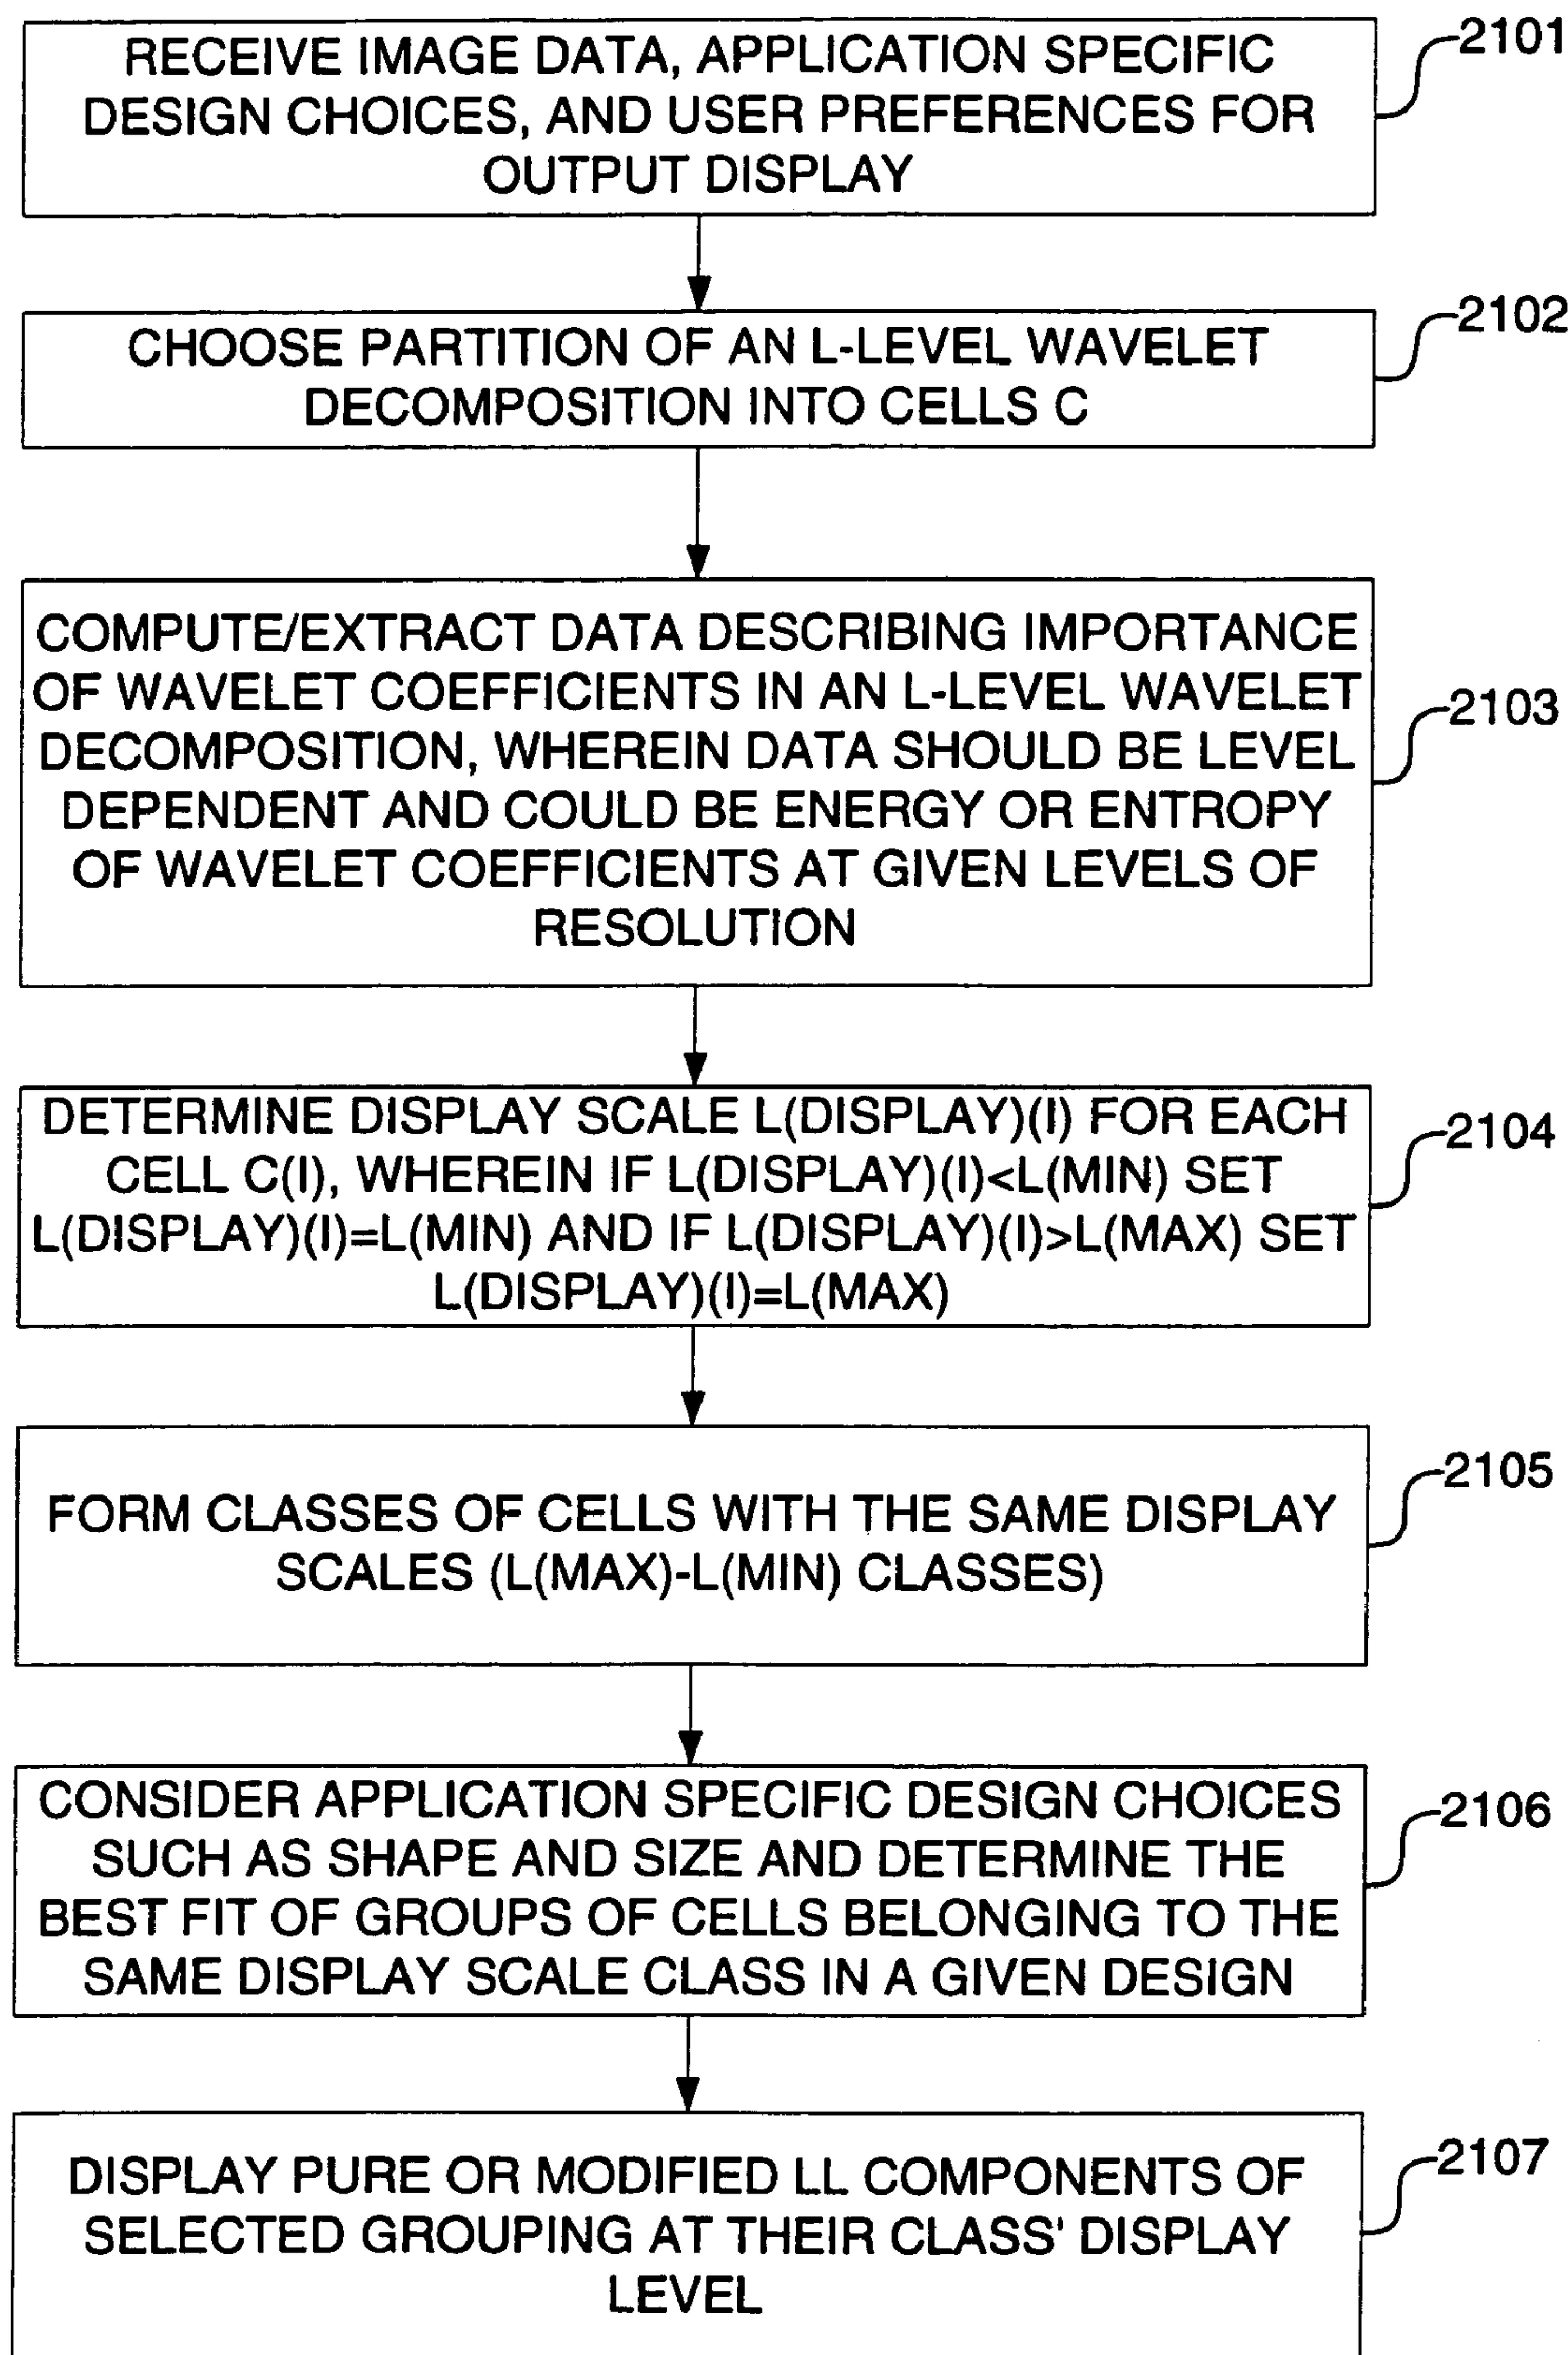 RECEIVE IMAGE DATA, APPLICATION SPECIFIC
DESIGN CHOICES, AND USER PREFERENCES FOR
OUTPUT DISPLAY
2101
CHOOSE PARTITION OF AN L-LEVEL WAVELET
DECOMPOSITION INTO CELLS C
2102
COMPUTE/EXTRACT DATA DESCRIBING IMPORTANCE
OF WAVELET COEFFICIENTS IN AN L-LEVEL WAVELET
DECOMPOSITION, WHEREIN DATA SHOULD BE LEVEL
DEPENDENT AND COULD BE ENERGY OR ENTROPY
OF WAVELET COEFFICIENTS AT GIVEN LEVELS OF
RESOLUTION
2103
DETERMINE DISPLAY SCALE L(DISPLAY)(I) FOR EACH
CELL C(I), WHEREIN IF L(DISPLAY)(I)<L(MIN) SET
L(DISPLAY)(I)=L(MIN) AND IF L(DISPLAY)(I)>L(MAX) SET
L(DISPLAY)(I)=L(MAX)
2104
FORM CLASSES OF CELLS WITH THE SAME DISPLAY
SCALES (L(MAX)-L(MIN) CLASSES)
2105
CONSIDER APPLICATION SPECIFIC DESIGN CHOICES
SUCH AS SHAPE AND SIZE AND DETERMINE THE
BEST FIT OF GROUPS OF CELLS BELONGING TO THE
SAME DISPLAY SCALE CLASS IN A GIVEN DESIGN
2106
DISPLAY PURE OR MODIFIED LL COMPONENTS OF
SELECTED GROUPING AT THEIR CLASS' DISPLAY
LEVEL
2107